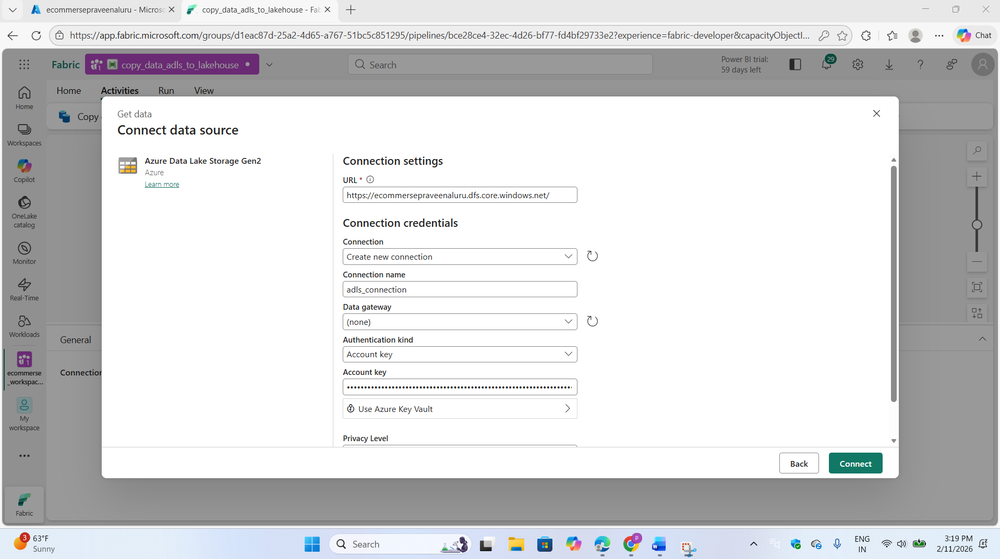 ecommersepraveenaluru - Microsc
copy_data_adls_to_lakehouse - Fab
https://app.fabric.microsoft.com/groups/d1eac87d-25a2-4d65-a767-51bc5c851295/pipelines/bce28ce4-32ec-4d26-bf77-fd4bf29733e2?experience=fabric-developer&capacityObjectI...
Chat
Fabric
1
copy_data_adls_to_lakehouse
Search
Power BI trial:
59 days left
29
Home
Activities
Run
View
Copy
Home
Workspaces
Copilot
OneLake
catalog
Monitor
Real-Time
Workloads
1
ecommerse
_workspac...
My
workspace
Fabric
General
Connection
Get data
Connect data source
Azure Data Lake Storage Gen2
Azure
Learn more
Connection settings
URL *
https://ecommersepraveenaluru.dfs.core.windows.net/
Connection credentials
Connection
Create new connection
Connection name
adls_connection
Data gateway
(none)
Authentication kind
Account key
Account key
Use Azure Key Vault
Privacy Level
Back
Connect
3
63°F
Sunny
Search
P
W
ENG
IN
3:19 PM
2/11/2026